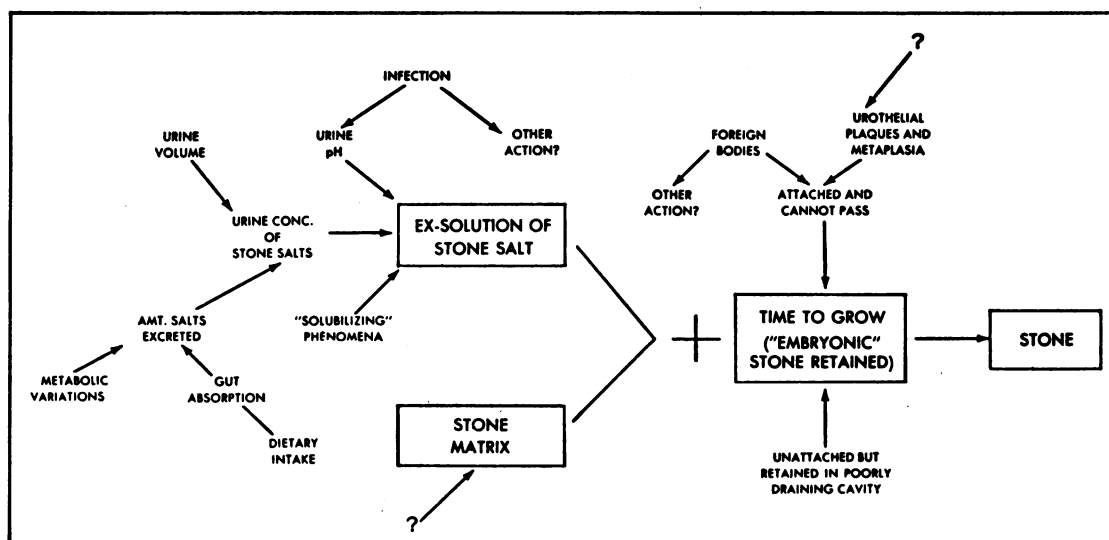 ?
INFECTION
URINE
VOLUME
URINE
pH
OTHER
ACTION?
FOREIGN
BODIES
UROTHELIAL
PLAQUES AND
METAPLASIA
OTHER
ACTION?
ATTACHED AND
CANNOT PASS
URINE CONC.
OF
STONE SALTS
EX-SOLUTION OF
STONE SALT
AMT. SALTS
EXCRETED
"SOLUBILIZING"
PHENOMENA
+
TIME TO GROW
("EMBRYONIC"
STONE RETAINED)
STONE
METABOLIC
VARIATIONS
GUT
ABSORPTION
DIETARY
INTAKE
STONE
MATRIX
?
UNATTACHED BUT
RETAINED IN POORLY
DRAINING CAVITY